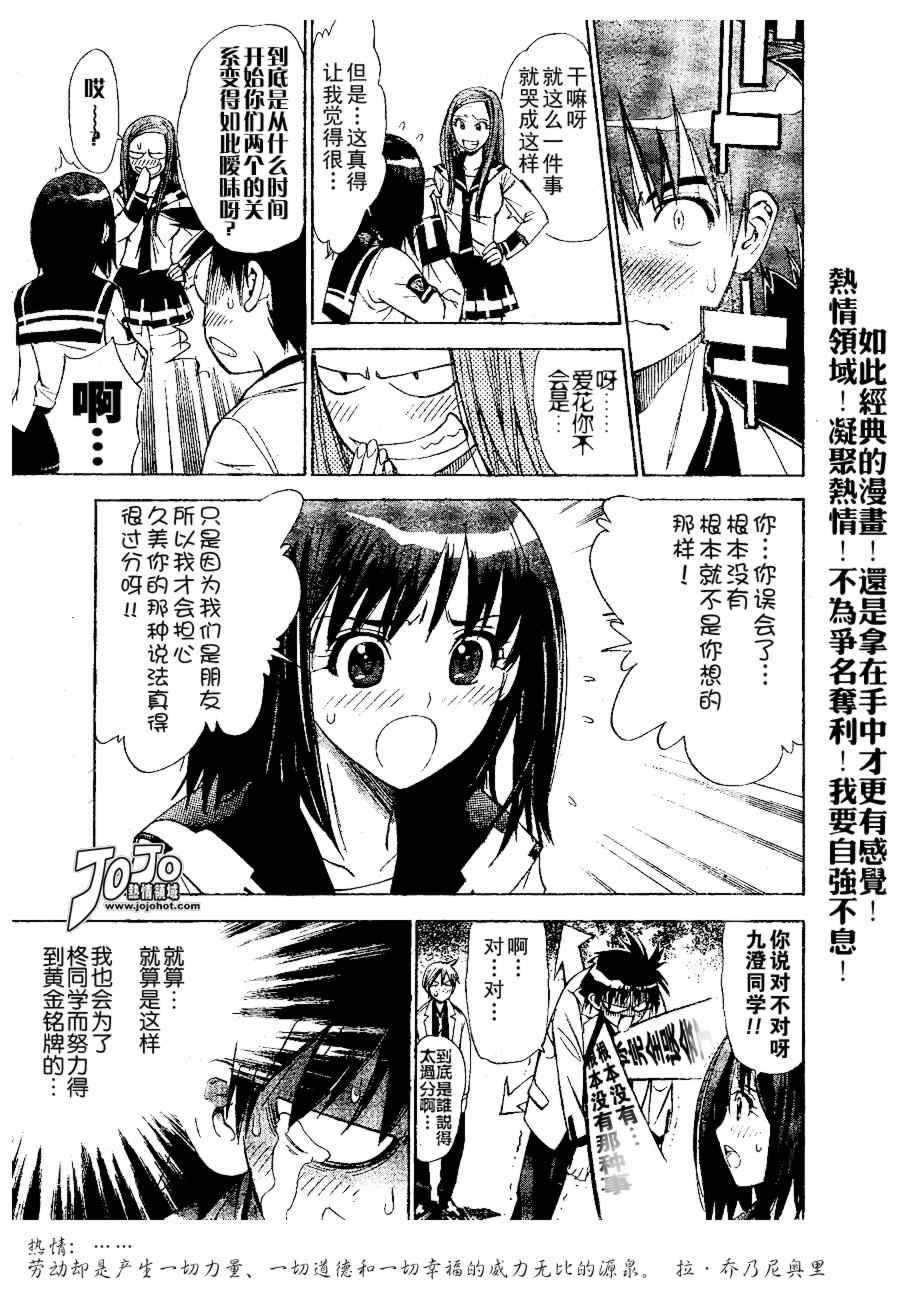 干嘛呀
就这么一件事
就哭成这样
但是…这真得
让我觉得很…
到底是从什么时间
开始你们两个的关
系变得如此暧昧呀？
哎
～？
呀……
爱花你不
会是…
啊…
你…你误会了…
根本没有
根本就不是你想的
那样！
只是因为我们是朋友
所以我才会担心
久美你的那种说法真得
很过分呀！！
JOJO
熱情領域
www.jojohot.com
你说对不对呀
九澄同学！！
根本没有…
根本没有那种事
啊…
对…对…
到底是誰説得
太過分啊…
就算…
就算是这样
我也会为了
柊同学而努力得
到黄金铭牌的…
如此經典的漫畫！還是拿在手中才更有感覺！
熱情領域！凝聚熱情！不為爭名奪利！我要自強不息！
热情：……
劳动却是产生一切力量、一切道德和一切幸福的威力无比的源泉。 拉·乔乃尼奥里